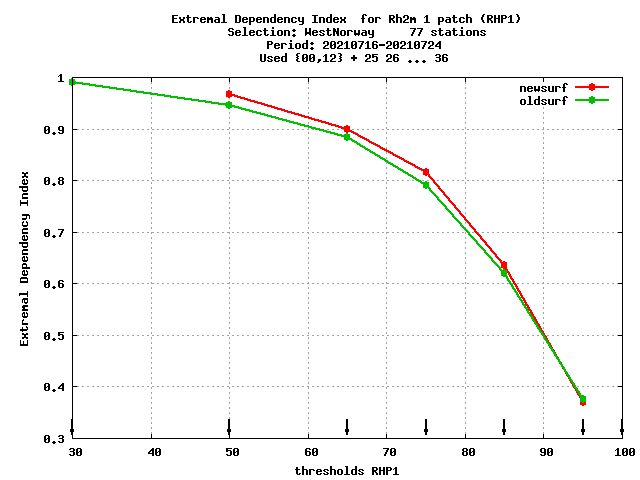 Extremal Dependency Index  for Rh2m 1 patch (RHP1)
Selection: WestNorway     77 stations
Period: 20210716-20210724
Used {00,12} + 25 26 ... 36
newsurf
oldsurf
1
0.9
0.8
0.7
0.6
0.5
0.4
0.3
Extremal Dependency Index
30 40 50 60 70 80 90 100
thresholds RHP1